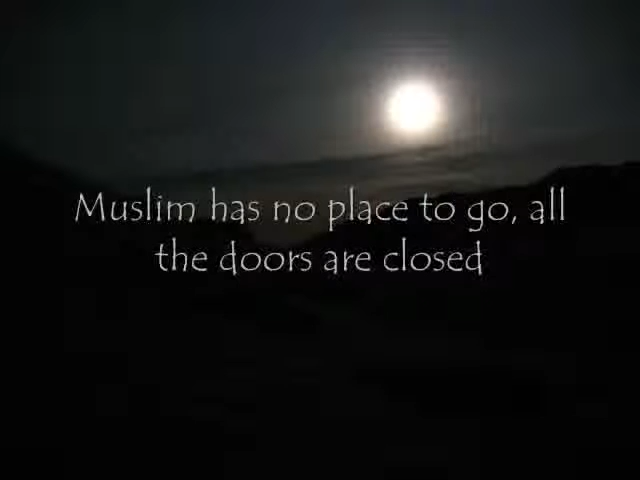 Muslim has no place to go, all
the doors are closed